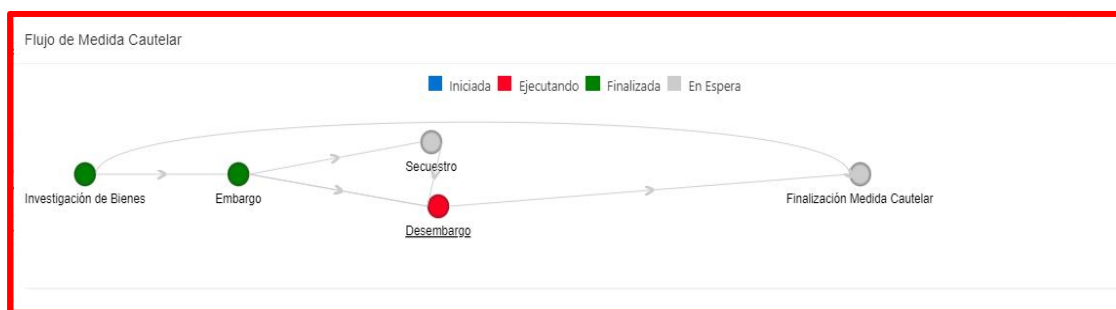 Flujo de Medida Cautelar
Iniciada Ejecutando Finalizada En Espera
Secuestro
Investigación de Bienes Embargo Finalización Medida Cautelar
Desembargo